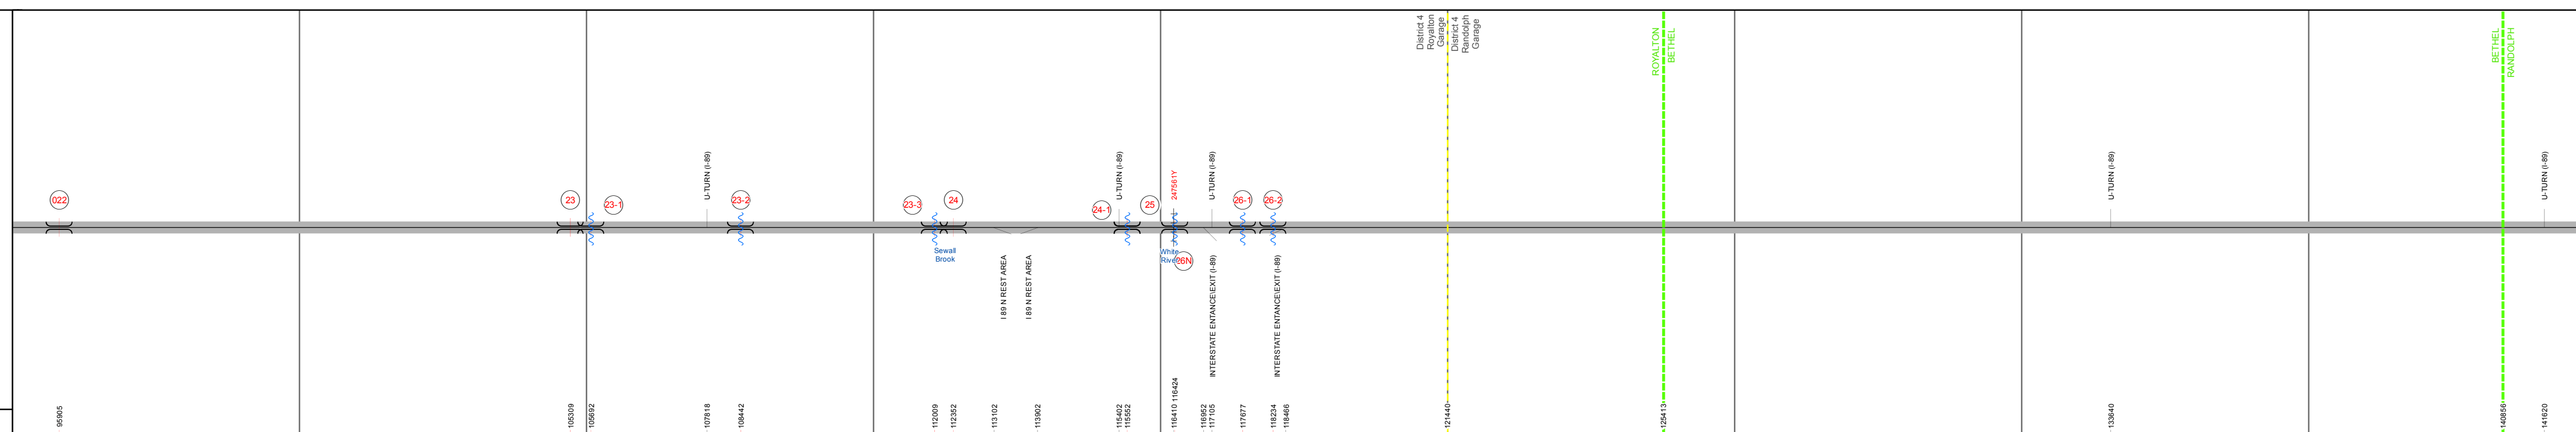 District 4
Royalton
Garage
District 4
Randolph
Garage
ROYALTON
BETHEL
BETHEL
RANDOLPH
U-TURN (I-89)
U-TURN (I-89)
247561Y
U-TURN (I-89)
U-TURN (I-89)
U-TURN (I-89)
022
23
23-1
23-2
23-3
24
24-1
25
26-1
26-2
Sewall
Brook
White
River
26N
I 89 N REST AREA
I 89 N REST AREA
INTERSTATE ENTANCE\EXIT (I-89)
INTERSTATE ENTANCE\EXIT (I-89)
95905
105309
105692
107818
108442
112009
112352
113102
113902
115402
115552
116410 116424
116952
117105
117677
118234
118466
121440
125413
133640
140856
141620